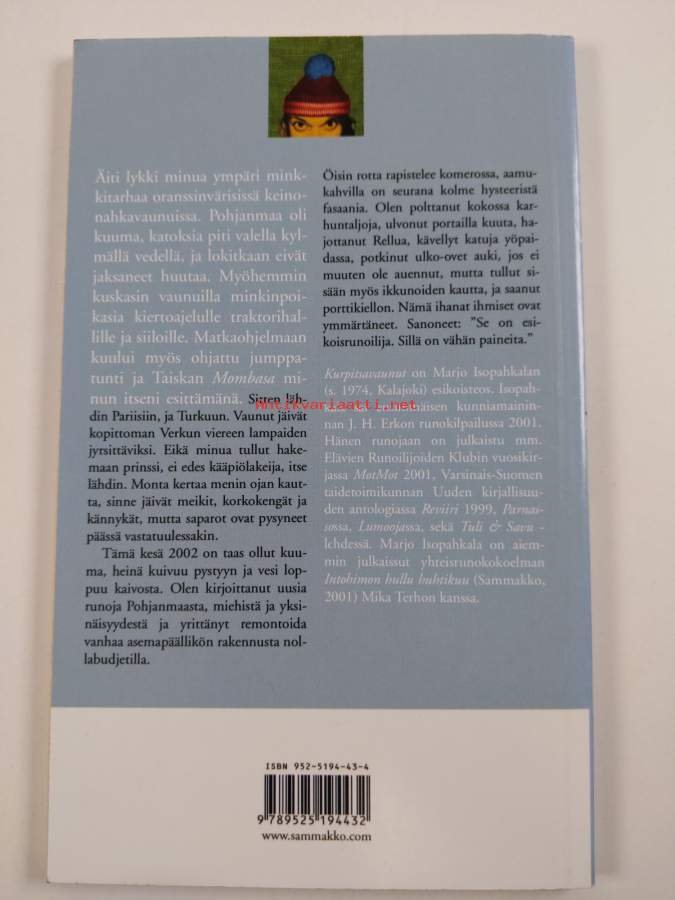 Äiti lykki minua ympäri mink-
kitarhaa oranssinvärisissä keino-
nahkavaunuissa. Pohjanmaa oli
kuuma, katoksia piti valella kyl-
mällä vedellä, ja lokitkaan eivät
jaksaneet huutaa. Myöhemmin
kuskasin vaunuilla minkinpoi-
kasia kiertoajelulle traktorihal-
lille ja siiloille. Matkaohjelmaan
kuului myös ohjattu jumppa-
tunti ja Taiskan Mombasa mi-
nun itseni esittämänä. Sitten läh-
din Pariisiin, ja Turkuun. Vaunut jäivät
kopittoman Verkun viereen lampaiden
jyrsittäviksi. Eikä minua tullut hake-
maan prinssi, ei edes kääpiölakeija, itse
lähdin. Monta kertaa menin ojan kaut-
ta, sinne jäivät meikit, korkokengät ja
kännykät, mutta saparot ovat pysyneet
päässä vastatuulessakin.
Tämä kesä 2002 on taas ollut kuu-
ma, heinä kuivuu pystyyn ja vesi lop-
puu kaivosta. Olen kirjoittanut uusia
runoja Pohjanmaasta, miehistä ja yksi-
näisyydestä ja yrittänyt remontoida
vanhaa asemapäällikön rakennusta nol-
labudjetilla.
Öisin rotta rapistelee komerossa, aamu-
kahvilla on seurana kolme hysteeristä
fasaania. Olen polttanut kokossa kar-
huntaljoja, ulvonut portailla kuuta, ha-
jottanut Rellua, kävellyt katuja yöpai-
dassa, potkinut ulko-ovet auki, jos ei
muuten ole auennut, mutta tullut si-
sään myös ikkunoiden kautta, ja saanut
porttikiellon. Nämä ihanat ihmiset ovat
ymmärtäneet. Sanoneet: "Se on esi-
koisrunoilija. Sillä on vähän paineita."
Kurpitsavaunut on Marjo Isopahkalan
(s. 1974, Kalajoki) esikoisteos. Isopah-
kunniamainin-
nan J. H. Erkon runokilpailussa 2001.
Hänen runojaan on julkaistu mm.
Elävien Runoilijoiden Klubin vuosikir-
jassa MotMot 2001, Varsinais-Suomen
taidetoimikunnan Uuden kirjallisuu-
den antologiassa Reviiri 1999, Parnas-
sossa, Lumoojassa, sekä Tuli & Savu -
lehdessä. Marjo Isopahkala on aiem-
min julkaissut yhteisrunokokoelman
Intohimon hullu huhtikuu (Sammakko,
2001) Mika Terhon kanssa.
Antikvariaatti.net
ISBN 952-5194-43-4
9 789525 194432
www.sammakko.com